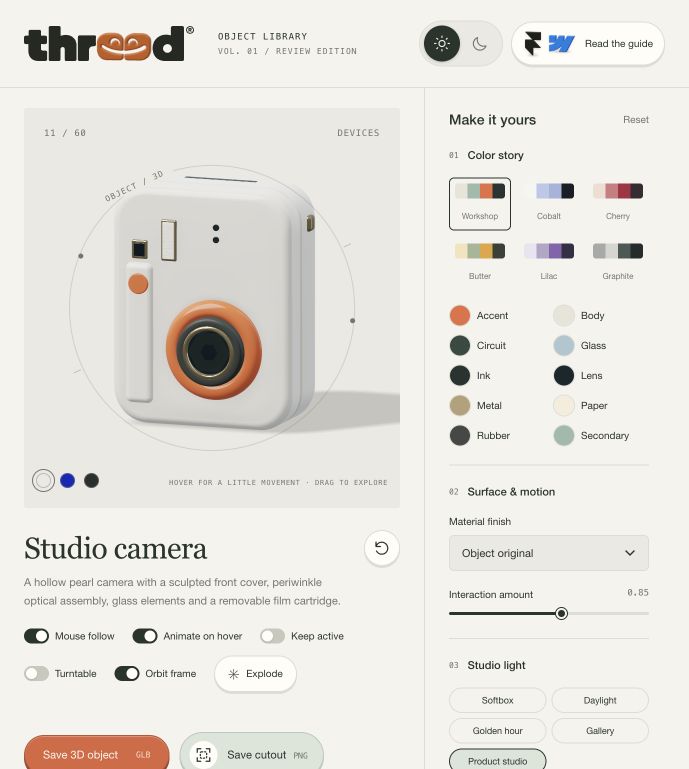 threed®
OBJECT LIBRARY
VOL. 01 / REVIEW EDITION
Read the guide
11 / 60
DEVICES
OBJECT / 3D
HOVER FOR A LITTLE MOVEMENT · DRAG TO EXPLORE
Studio camera
A hollow pearl camera with a sculpted front cover, periwinkle
optical assembly, glass elements and a removable film cartridge.
Mouse follow
Animate on hover
Keep active
Turntable
Orbit frame
Explode
Save 3D object GLB
Save cutout PNG
Make it yours
Reset
01 Color story
Workshop
Cobalt
Cherry
Butter
Lilac
Graphite
Accent
Body
Circuit
Glass
Ink
Lens
Metal
Paper
Rubber
Secondary
02 Surface & motion
Material finish
Object original
Interaction amount
0.85
03 Studio light
Softbox
Daylight
Golden hour
Gallery
Product studio